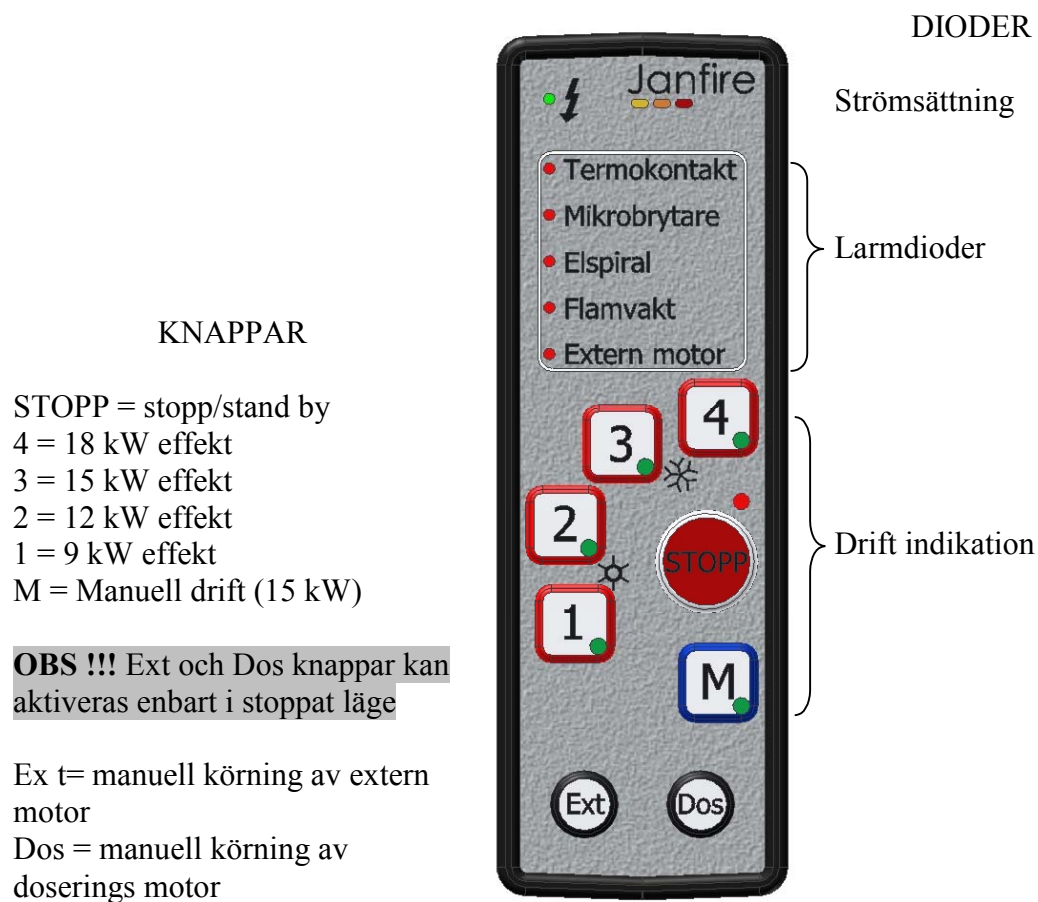 DIODER
Janfire
Strömsättning
Termokontakt
Mikrobrytare
Elspiral
Flamvakt
Extern motor
Larmdioder
KNAPPAR
STOPP = stopp/stand by
4 = 18 kW effekt
3 = 15 kW effekt
2 = 12 kW effekt
1 = 9 kW effekt
M = Manuell drift (15 kW)
OBS !!! Ext och Dos knappar kan
aktiveras enbart i stoppat läge
Ex t= manuell körning av extern
motor
Dos = manuell körning av
doserings motor
4
3
2
STOPP
1
M
Drift indikation
Ext
Dos